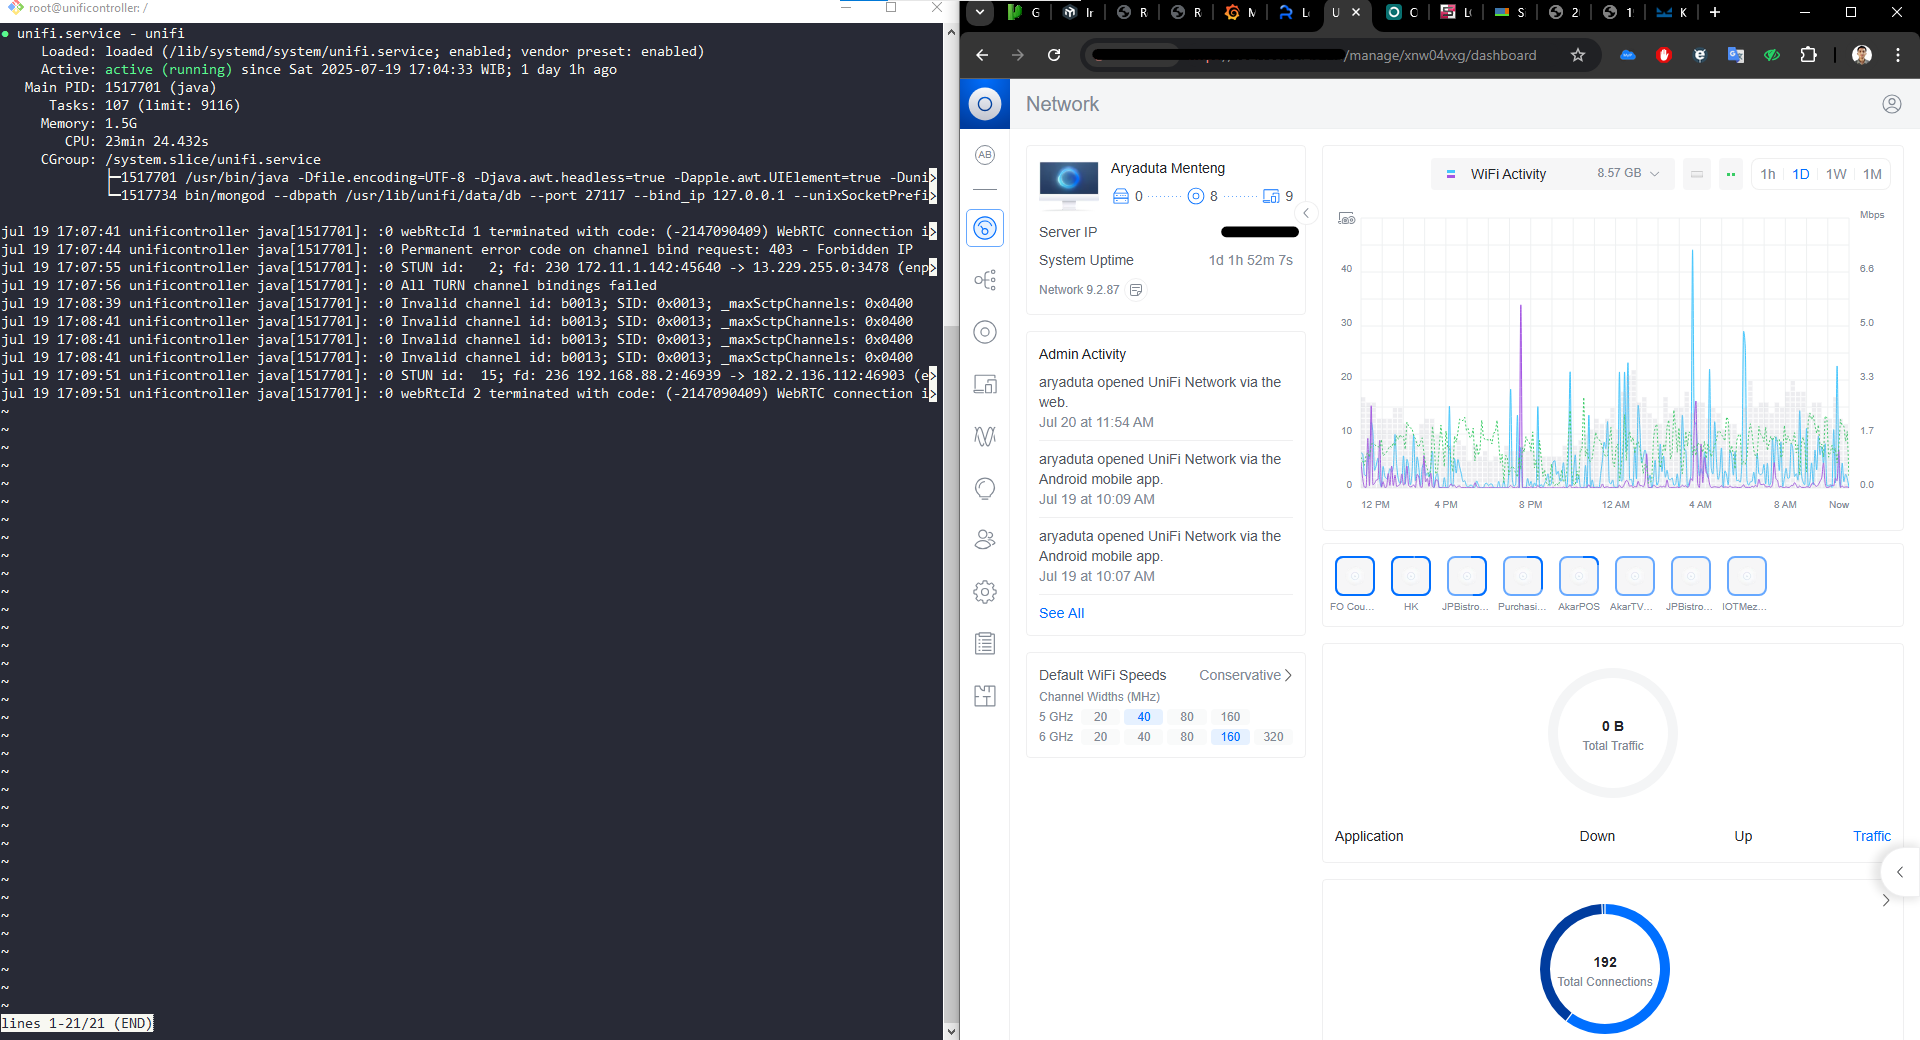 root@unificontroller: /
● unifi.service - unifi
Loaded: loaded (/lib/systemd/system/unifi.service; enabled; vendor preset: enabled)
Active: active (running) since Sat 2025-07-19 17:04:33 WIB; 1 day 1h ago
Main PID: 1517701 (java)
Tasks: 107 (limit: 9116)
Memory: 1.5G
CPU: 23min 24.432s
CGroup: /system.slice/unifi.service
├─1517701 /usr/bin/java -Dfile.encoding=UTF-8 -Djava.awt.headless=true -Dapple.awt.UIElement=true -Duni>
└─1517734 bin/mongod --dbpath /usr/lib/unifi/data/db --port 27117 --bind_ip 127.0.0.1 --unixSocketPrefi>
jul 19 17:07:41 unificontroller java[1517701]: :0 webRtcId 1 terminated with code: (-2147090409) WebRTC connection i>
jul 19 17:07:44 unificontroller java[1517701]: :0 Permanent error code on channel bind request: 403 - Forbidden IP
jul 19 17:07:55 unificontroller java[1517701]: :0 STUN id:   2; fd: 230 172.11.1.142:45640 -> 13.229.255.0:3478 (enp>
jul 19 17:07:56 unificontroller java[1517701]: :0 All TURN channel bindings failed
jul 19 17:08:39 unificontroller java[1517701]: :0 Invalid channel id: b0013; SID: 0x0013; _maxSctpChannels: 0x0400
jul 19 17:08:41 unificontroller java[1517701]: :0 Invalid channel id: b0013; SID: 0x0013; _maxSctpChannels: 0x0400
jul 19 17:08:41 unificontroller java[1517701]: :0 Invalid channel id: b0013; SID: 0x0013; _maxSctpChannels: 0x0400
jul 19 17:08:41 unificontroller java[1517701]: :0 Invalid channel id: b0013; SID: 0x0013; _maxSctpChannels: 0x0400
jul 19 17:09:51 unificontroller java[1517701]: :0 STUN id:  15; fd: 236 192.168.88.2:46939 -> 182.2.136.112:46903 (e>
jul 19 17:09:51 unificontroller java[1517701]: :0 webRtcId 2 terminated with code: (-2147090409) WebRTC connection i>
lines 1-21/21 (END)
/manage/xnw04vxg/dashboard
Network
AB
Aryaduta Menteng
0 8 9
Server IP
System Uptime 1d 1h 52m 7s
Network 9.2.87
Admin Activity
aryaduta opened UniFi Network via the
web.
Jul 20 at 11:54 AM
aryaduta opened UniFi Network via the
Android mobile app.
Jul 19 at 10:09 AM
aryaduta opened UniFi Network via the
Android mobile app.
Jul 19 at 10:07 AM
See All
Default WiFi Speeds Conservative
Channel Widths (MHz)
5 GHz 20 40 80 160
6 GHz 20 40 80 160 320
WiFi Activity 8.57 GB 1h 1D 1W 1M
Mbps
40 6.6
30 5.0
20 3.3
10 1.7
0 0.0
12 PM 4 PM 8 PM 12 AM 4 AM 8 AM Now
FO Cou... HK JPBistro... Purchasi... AkarPOS AkarTV... JPBistro... IOTMez...
0 B
Total Traffic
Application Down Up Traffic
192
Total Connections